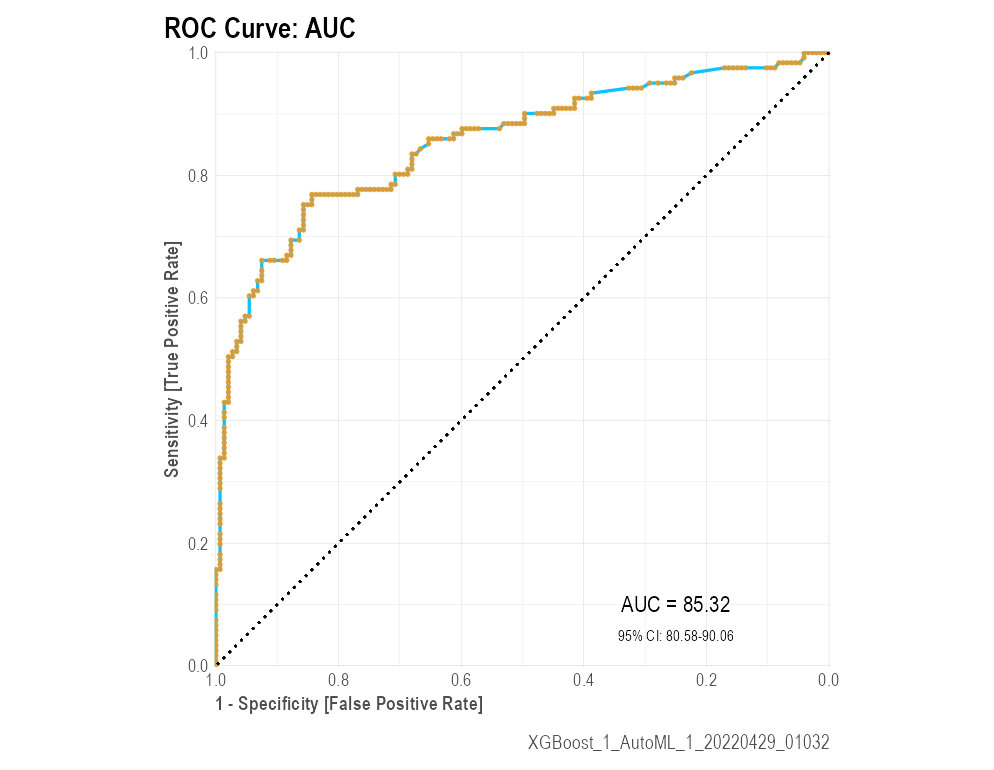 ROC Curve: AUC
Sensitivity [True Positive Rate]
1.0
0.8
0.6
0.4
0.2
0.0
AUC = 85.32
95% CI: 80.58-90.06
1.0 0.8 0.6 0.4 0.2 0.0
1 - Specificity [False Positive Rate]
XGBoost_1_AutoML_1_20220429_01032